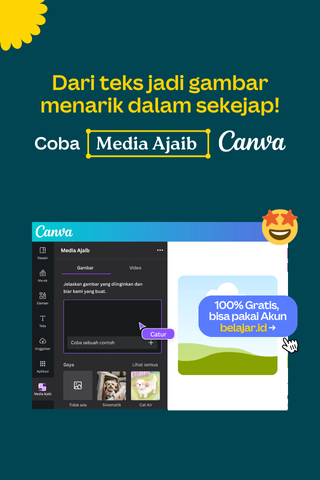 Dari teks jadi gambar
menarik dalam sekejap!
Coba Media Ajaib Canva
Canva
Desain
Merek
Elemen
Teks
Unggahan
Aplikasi
Media Ajaib
Media Ajaib
Gambar Video
Jelaskan gambar yang diinginkan dan
biar kami yang buat.
Coba sebuah contoh
Catur
Gaya Lihat semua
Tidak ada Sinematik Cat Air
100% Gratis,
bisa pakai Akun
belajar.id →